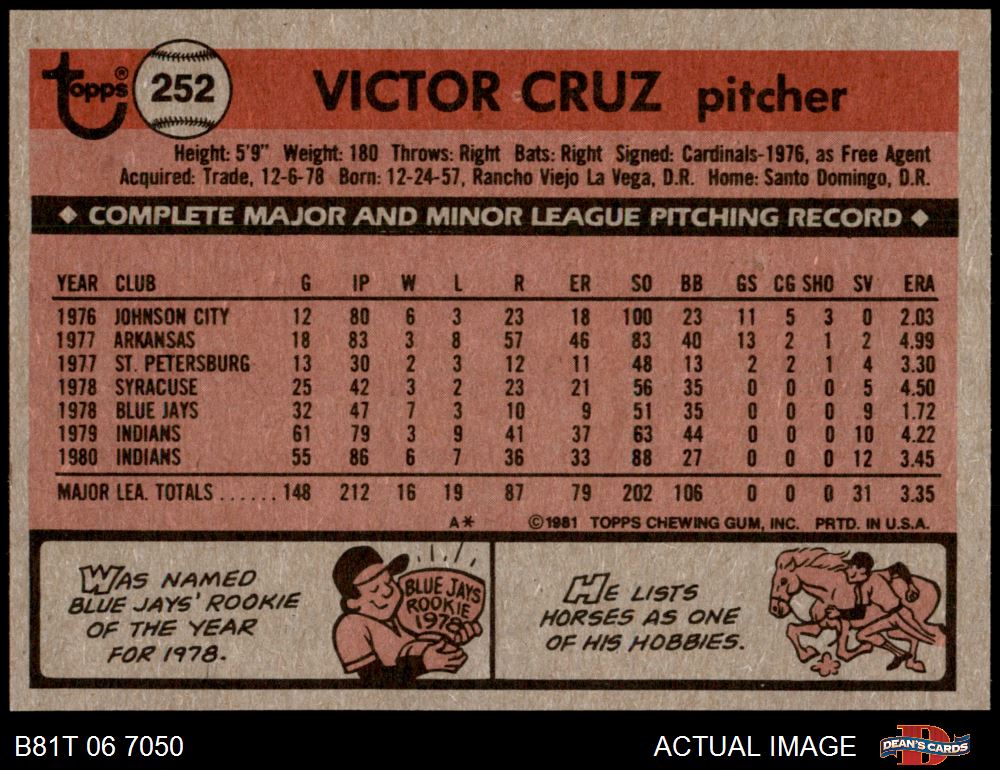 topps® 252 VICTOR CRUZ pitcher
Height: 5'9" Weight: 180 Throws: Right Bats: Right Signed: Cardinals-1976, as Free Agent
Acquired: Trade, 12-6-78 Born: 12-24-57, Rancho Viejo La Vega, D.R. Home: Santo Domingo, D.R.
◆ COMPLETE MAJOR AND MINOR LEAGUE PITCHING RECORD ◆
YEAR CLUB G IP W L R ER SO BB GS CG SHO SV ERA
1976 JOHNSON CITY 12 80 6 3 23 18 100 23 11 5 3 0 2.03
1977 ARKANSAS 18 83 3 8 57 46 83 40 13 2 1 2 4.99
1977 ST. PETERSBURG 13 30 2 3 12 11 48 13 2 2 1 4 3.30
1978 SYRACUSE 25 42 3 2 23 21 56 35 0 0 0 5 4.50
1978 BLUE JAYS 32 47 7 3 10 9 51 35 0 0 0 9 1.72
1979 INDIANS 61 79 3 9 41 37 63 44 0 0 0 10 4.22
1980 INDIANS 55 86 6 7 36 33 88 27 0 0 0 12 3.45
MAJOR LEA. TOTALS ...... 148 212 16 19 87 79 202 106 0 0 0 31 3.35
A* ©1981 TOPPS CHEWING GUM, INC. PRTD. IN U.S.A.
WAS NAMED
BLUE JAYS' ROOKIE
OF THE YEAR
FOR 1978.
BLUE JAYS
ROOKIE
1978
HE LISTS
HORSES AS ONE
OF HIS HOBBIES.
B81T 06 7050 ACTUAL IMAGE DEAN'S CARDS